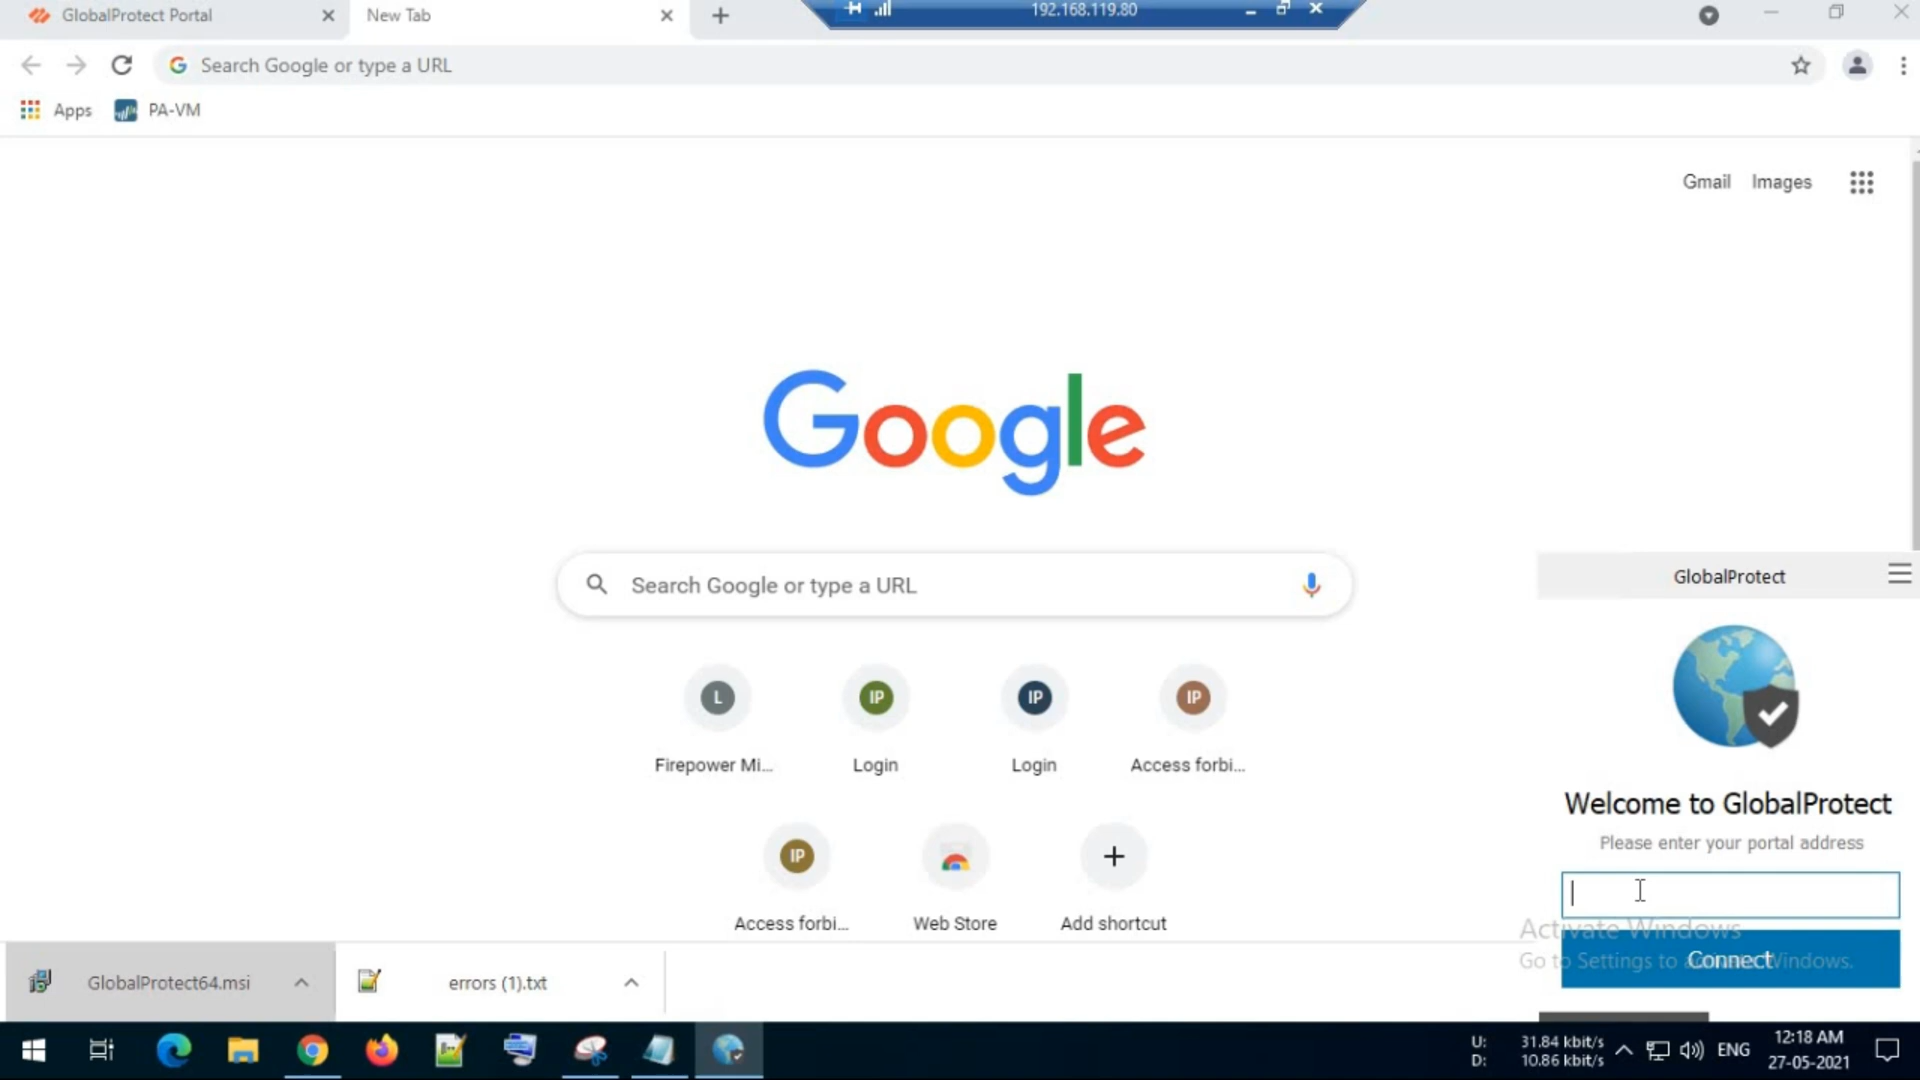 GlobalProtect Portal
New Tab
192.168.119.80
Search Google or type a URL
Apps
PA-VM
Gmail
Images
Google
Search Google or type a URL
L
IP
IP
IP
Firepower Mi...
Login
Login
Access forbi...
IP
Access forbi...
Web Store
Add shortcut
GlobalProtect
Welcome to GlobalProtect
Please enter your portal address
Activate Windows
Go to Settings to activate Windows.
Connect
GlobalProtect64.msi
errors (1).txt
U: 31.84 kbit/s
D: 10.86 kbit/s
ENG
12:18 AM
27-05-2021